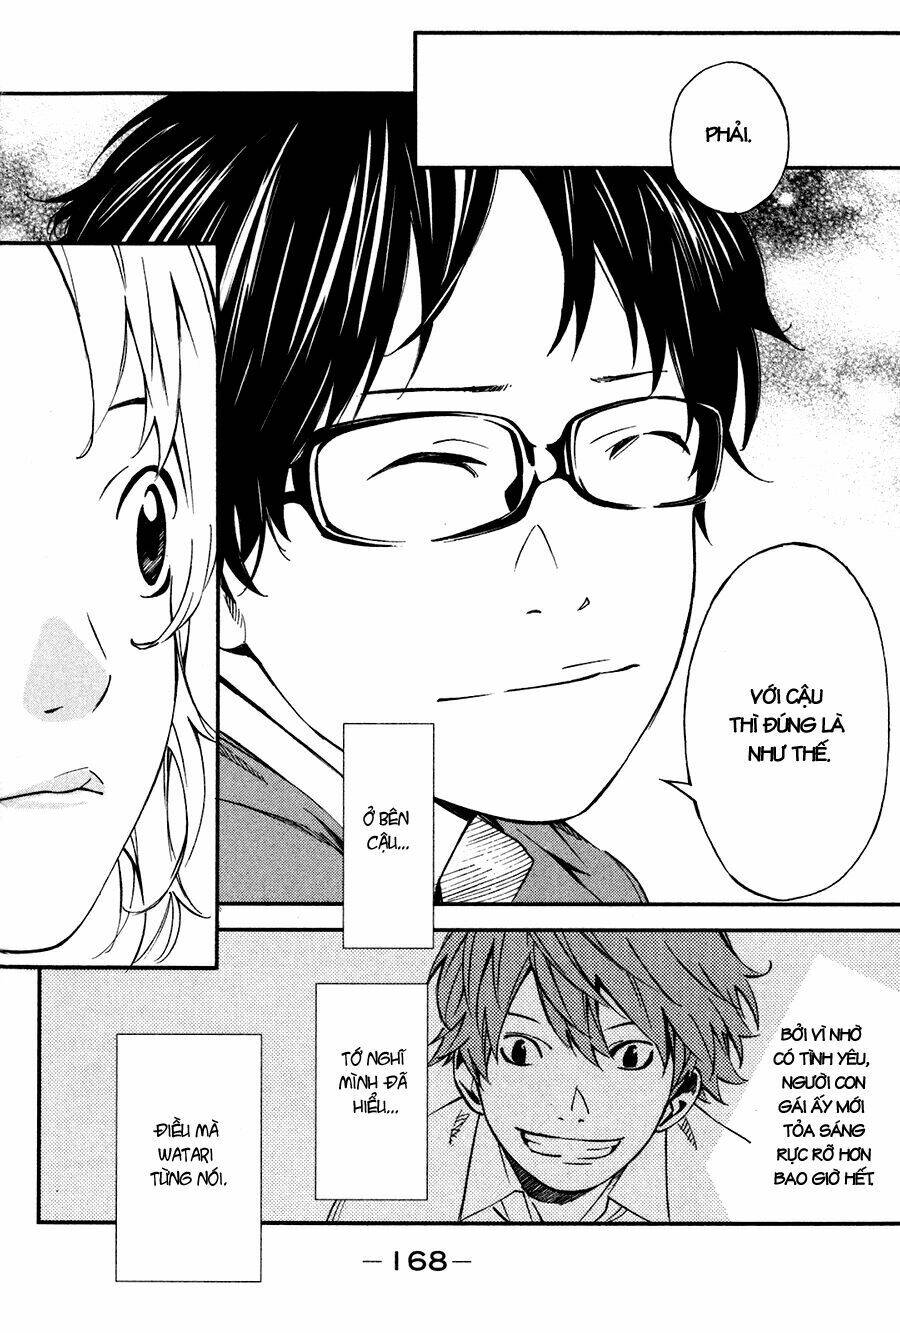 PHẢI.
VỚI CẬU
THÌ ĐÚNG LÀ
NHƯ THẾ.
Ở BÊN
CẬU...
BỞI VÌ NHỜ
CÓ TÌNH YÊU,
NGƯỜI CON
GÁI ẤY MỚI
TỎA SÁNG
RỰC RỠ HƠN
BAO GIỜ HẾT.
TỚ NGHĨ
MÌNH ĐÃ
HIỂU...
ĐIỀU MÀ
WATARI
TỪNG NÓI.
—168—